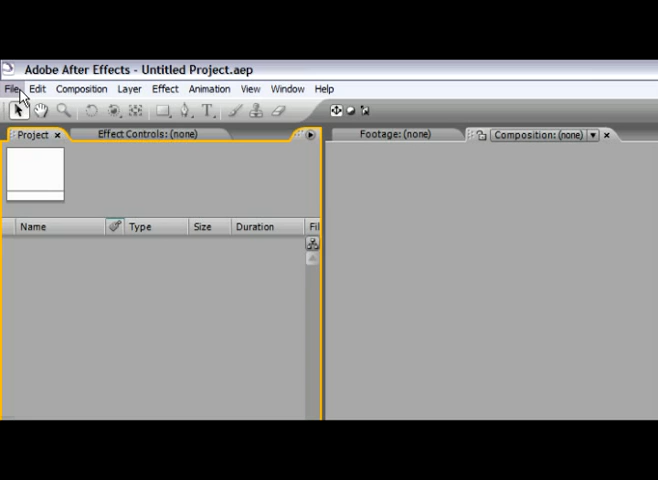 Adobe After Effects - Untitled Project.aep
File Edit Composition Layer Effect Animation View Window Help
T
Project × Effect Controls: (none) Footage: (none) Composition: (none) ×
Name Type Size Duration Fil